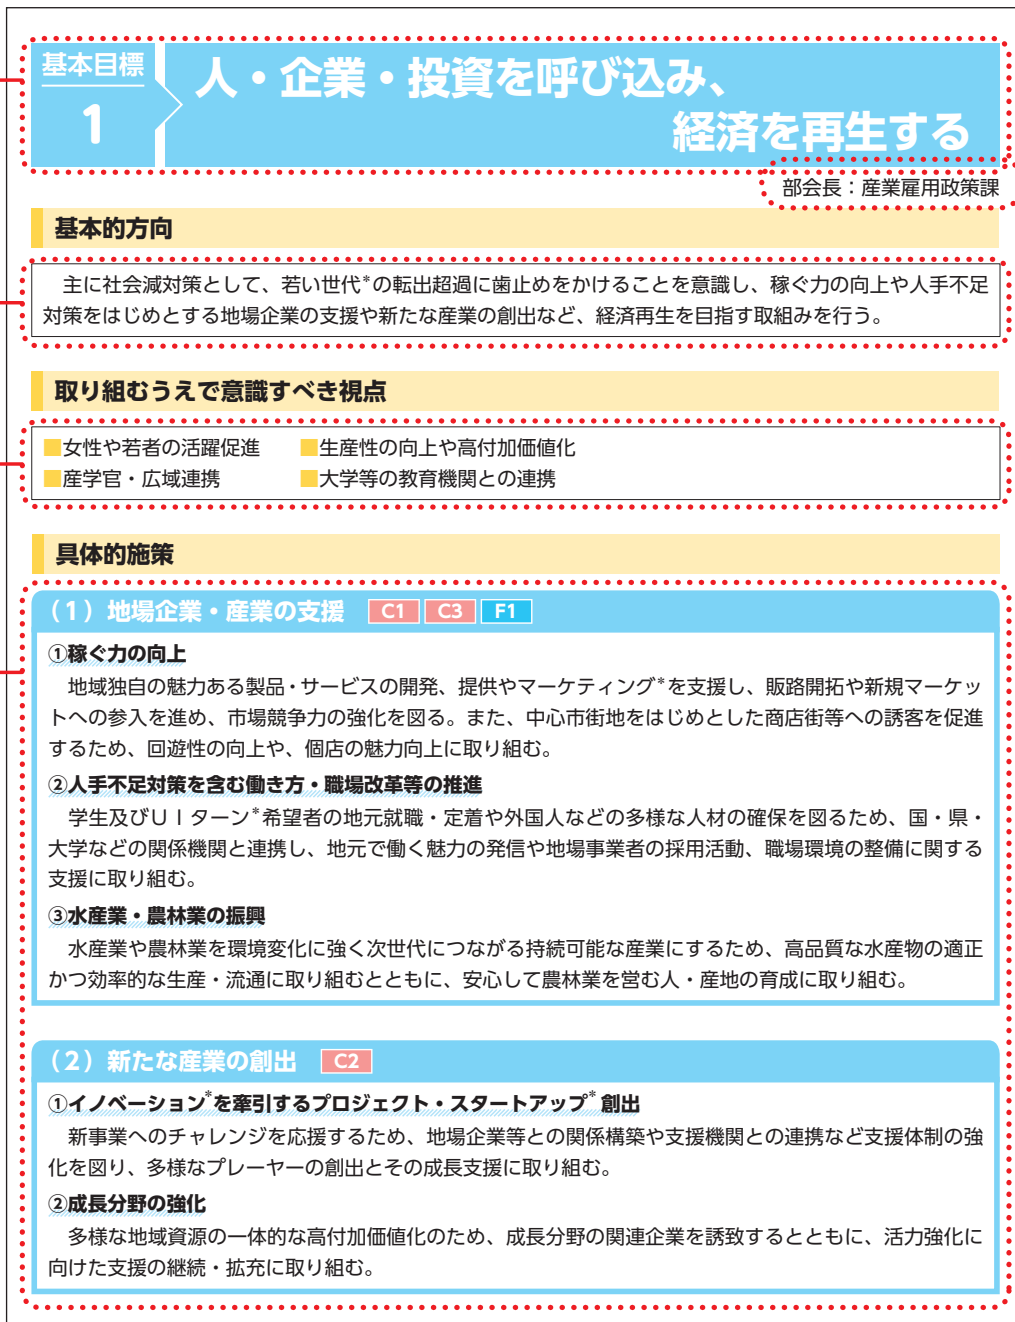 基本目標
1
人・企業・投資を呼び込み、
経済を再生する
部会長：産業雇用政策課
基本的方向
主に社会減対策として、若い世代*の転出超過に歯止めをかけることを意識し、稼ぐ力の向上や人手不足
対策をはじめとする地場企業の支援や新たな産業の創出など、経済再生を目指す取組みを行う。
取り組むうえで意識すべき視点
■女性や若者の活躍促進 ■生産性の向上や高付加価値化
■産学官・広域連携 ■大学等の教育機関との連携
具体的施策
（1）地場企業・産業の支援 C1 C3 F1
①稼ぐ力の向上
地域独自の魅力ある製品・サービスの開発、提供やマーケティング*を支援し、販路開拓や新規マーケッ
トへの参入を進め、市場競争力の強化を図る。また、中心市街地をはじめとした商店街等への誘客を促進
するため、回遊性の向上や、個店の魅力向上に取り組む。
②人手不足対策を含む働き方・職場改革等の推進
学生及びＵＩターン*希望者の地元就職・定着や外国人などの多様な人材の確保を図るため、国・県・
大学などの関係機関と連携し、地元で働く魅力の発信や地場事業者の採用活動、職場環境の整備に関する
支援に取り組む。
③水産業・農林業の振興
水産業や農林業を環境変化に強く次世代につながる持続可能な産業にするため、高品質な水産物の適正
かつ効率的な生産・流通に取り組むとともに、安心して農林業を営む人・産地の育成に取り組む。
（2）新たな産業の創出 C2
①イノベーション*を牽引するプロジェクト・スタートアップ*創出
新事業へのチャレンジを応援するため、地場企業等との関係構築や支援機関との連携など支援体制の強
化を図り、多様なプレーヤーの創出とその成長支援に取り組む。
②成長分野の強化
多様な地域資源の一体的な高付加価値化のため、成長分野の関連企業を誘致するとともに、活力強化に
向けた支援の継続・拡充に取り組む。